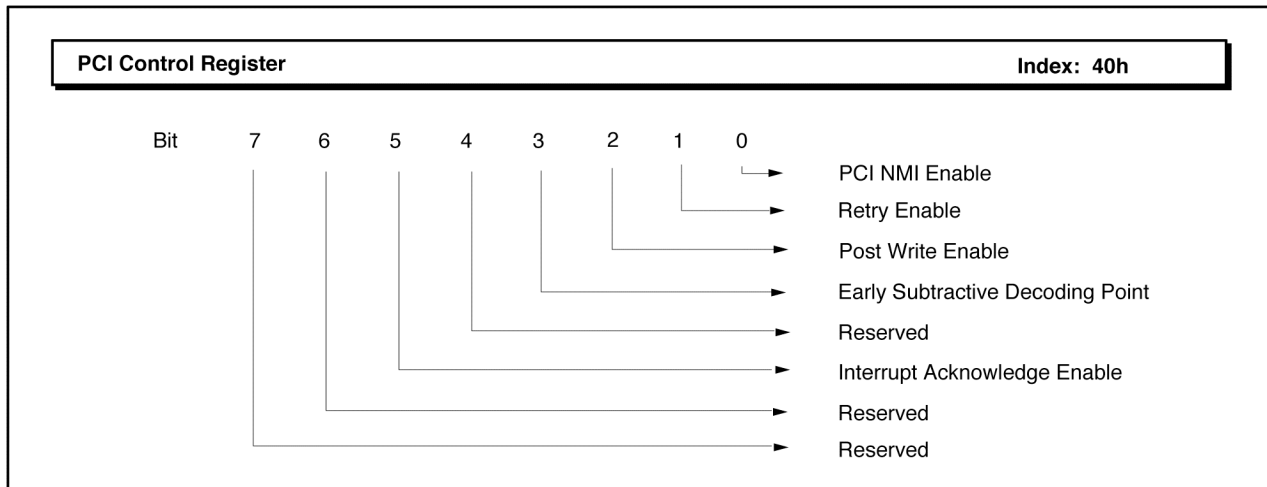 PCI Control Register Index: 40h
Bit 7 6 5 4 3 2 1 0
PCI NMI Enable
Retry Enable
Post Write Enable
Early Subtractive Decoding Point
Reserved
Interrupt Acknowledge Enable
Reserved
Reserved